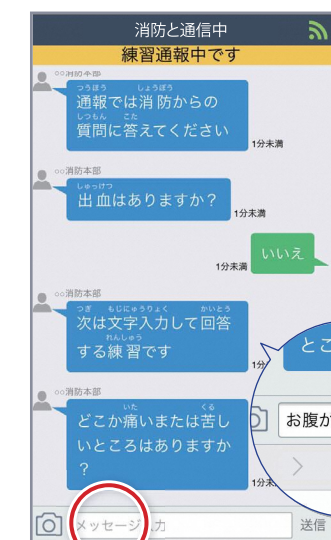 消防と通信中
練習通報中です
○○消防本部
つうほう しょうぼう
通報では消防からの
しつもん こた
質問に答えてください
1分未満
○○消防本部
しゅっけつ
出血はありますか？
1分未満
いいえ
1分未満
○○消防本部
つぎ もじにゅうりょく かいとう
次は文字入力して回答
れんしゅう
する練習です
1分
○○消防本部
いた くる
どこか痛いまたは苦し
いところはありますか
？
1分未
とこ
お腹か
メッセージ入力
送信